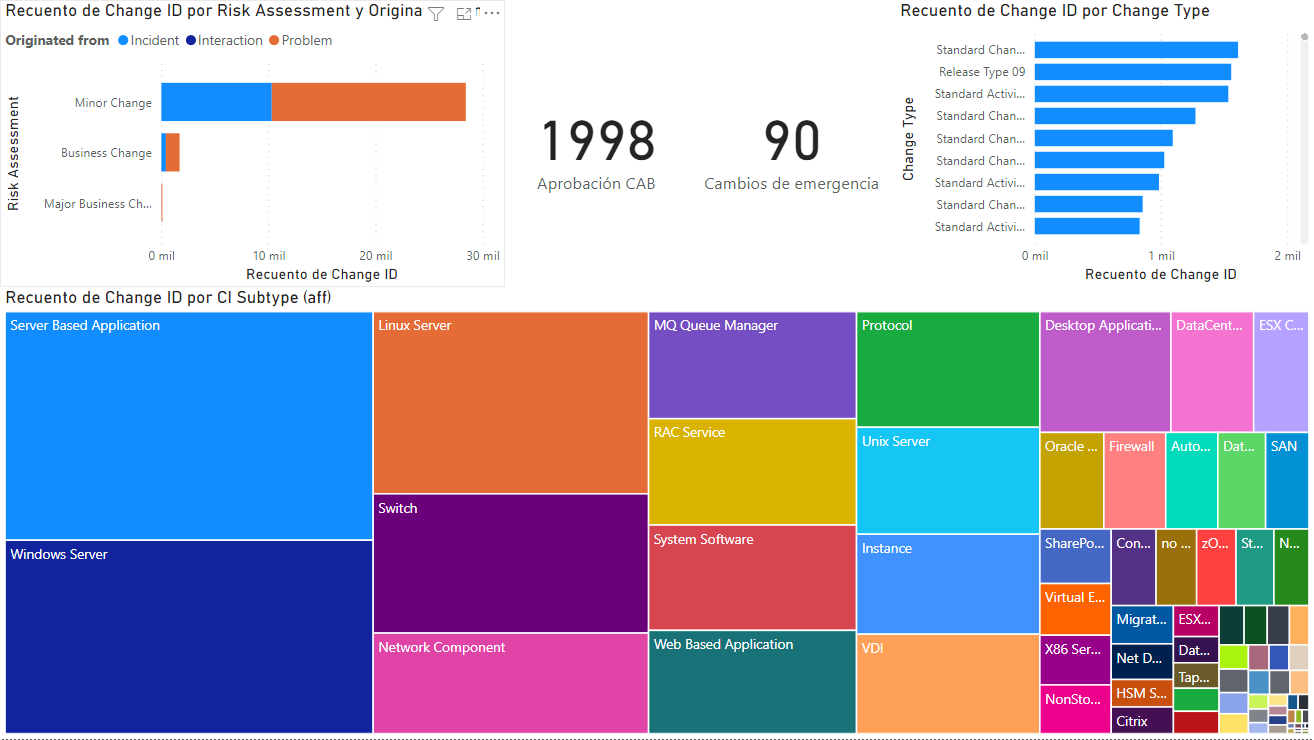 Recuento de Change ID por Risk Assessment y Origina
Originated from Incident Interaction Problem
Risk Assessment
Minor Change
Business Change
Major Business Ch...
0 mil 10 mil 20 mil 30 mil
Recuento de Change ID
1998
Aprobación CAB
90
Cambios de emergencia
Recuento de Change ID por Change Type
Change Type
Standard Chan...
Release Type 09
Standard Activi...
Standard Chan...
Standard Chan...
Standard Chan...
Standard Activi...
Standard Chan...
Standard Activi...
0 mil 1 mil 2 mil
Recuento de Change ID
Recuento de Change ID por CI Subtype (aff)
Server Based Application
Windows Server
Linux Server
Switch
Network Component
MQ Queue Manager
RAC Service
System Software
Web Based Application
Protocol
Unix Server
Instance
VDI
Desktop Applicati...
DataCent...
ESX C...
Oracle ...
Firewall
Auto...
Dat...
SAN
SharePo...
Virtual E...
X86 Ser...
NonSto...
Con...
no ...
zO...
St...
N...
Migrat...
Net D...
HSM S...
Citrix
ESX...
Dat...
Tap...